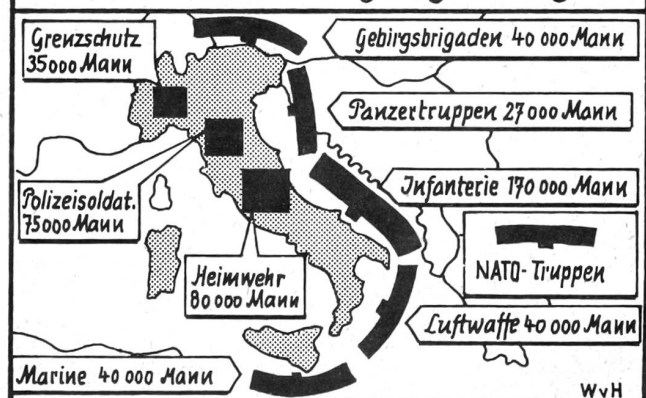 Grenzschutz
35000 Mann
Gebirgsbrigaden 40 000 Mann
Panzertruppen 27 000 Mann
Infanterie 170 000 Mann
Polizeisoldat.
75000 Mann
NATO-Truppen
Heimwehr
80 000 Mann
Luftwaffe 40 000 Mann
Marine 40 000 Mann
WvH